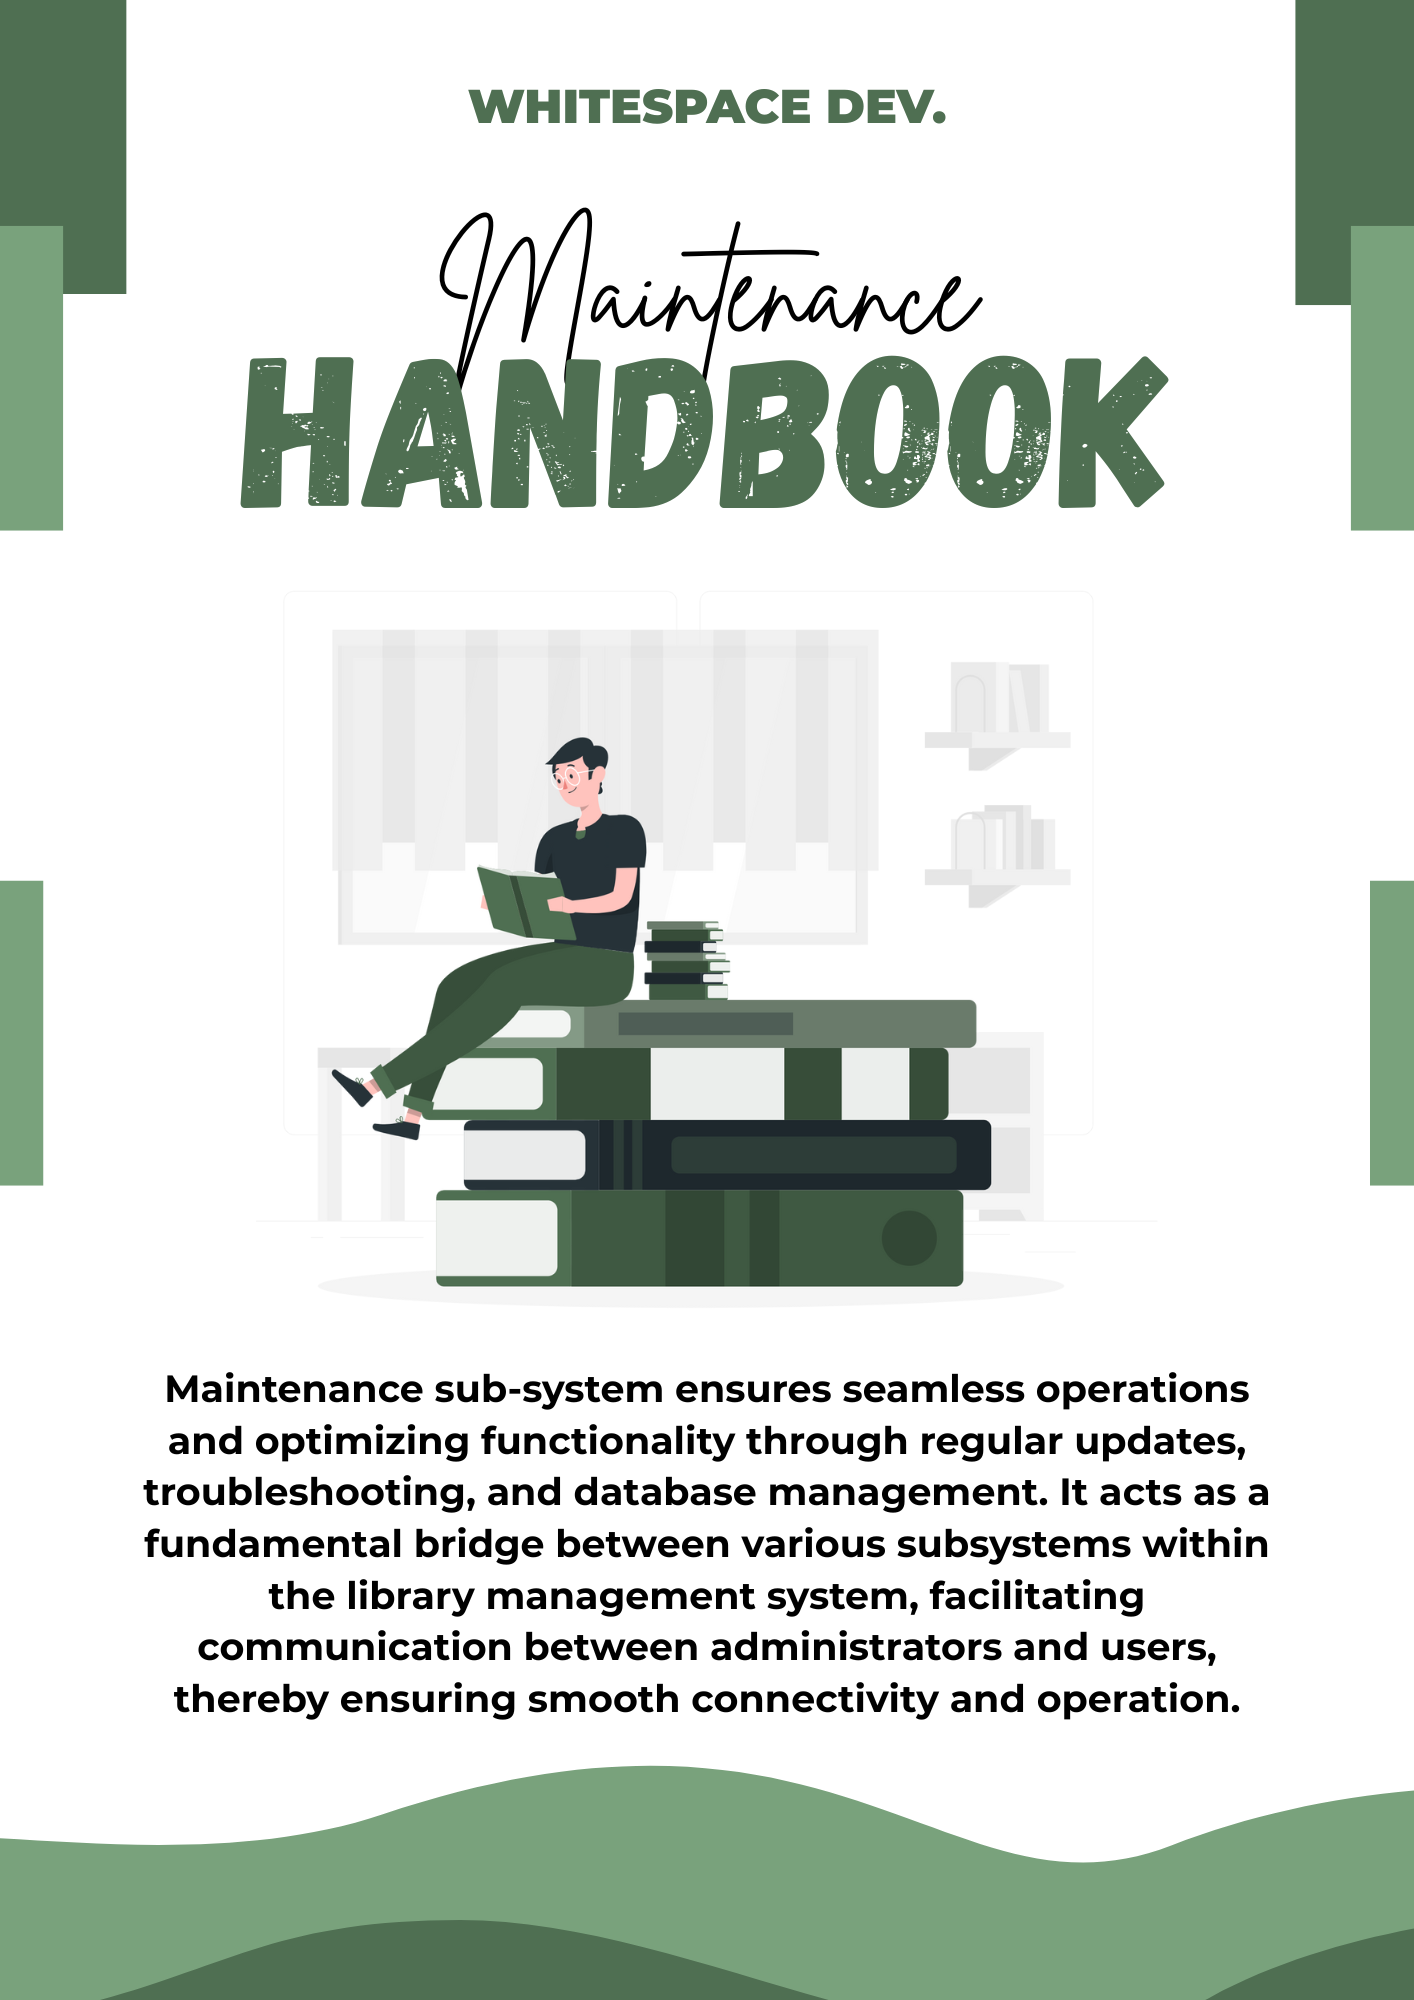 WHITESPACE DEV.
Maintenance
HANDBOOK
Maintenance sub-system ensures seamless operations
and optimizing functionality through regular updates,
troubleshooting, and database management. It acts as a
fundamental bridge between various subsystems within
the library management system, facilitating
communication between administrators and users,
thereby ensuring smooth connectivity and operation.